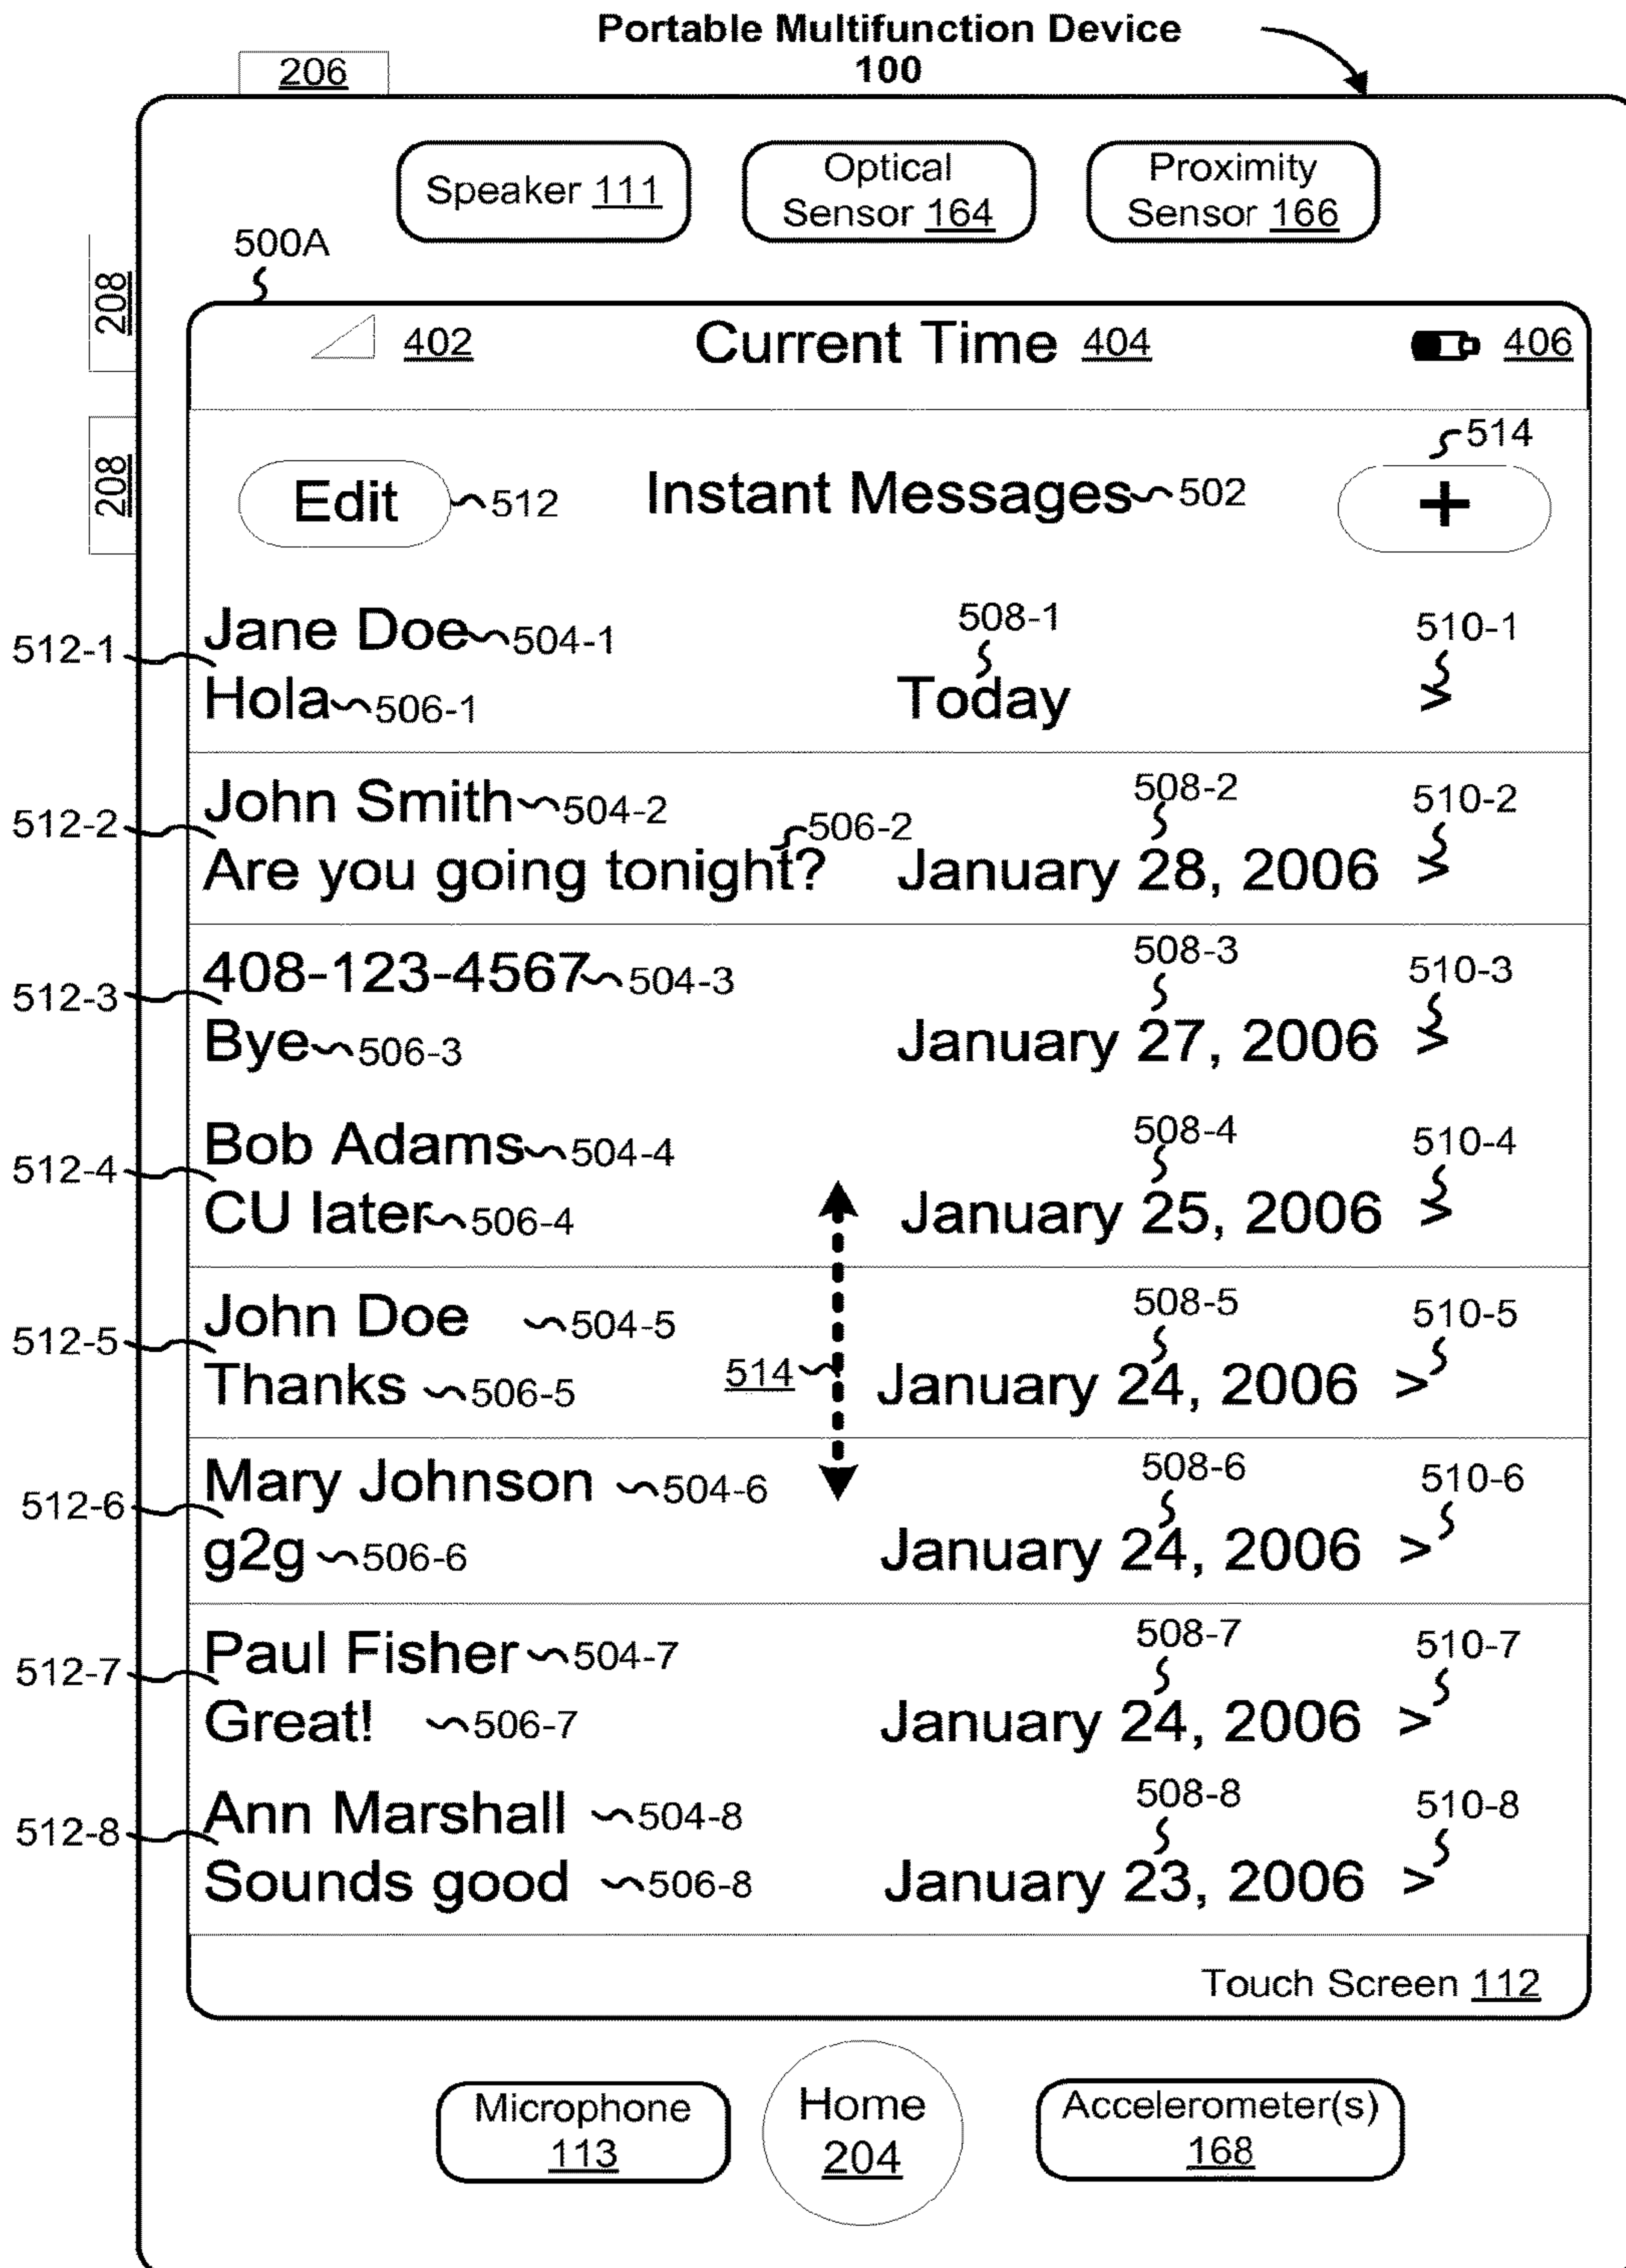 Portable Multifunction Device
100
206
Speaker 111
Optical
Sensor 164
Proximity
Sensor 166
500A
208
402 Current Time 404 406
514
208
Edit 512 Instant Messages 502 +
Jane Doe 504-1 508-1 510-1
512-1
Hola 506-1 Today >
John Smith 504-2 508-2 510-2
512-2 506-2
Are you going tonight? January 28, 2006 >
408-123-4567 504-3 508-3 510-3
512-3
Bye 506-3 January 27, 2006 >
Bob Adams 504-4 508-4 510-4
512-4
CU later 506-4 January 25, 2006 >
John Doe 504-5 508-5 510-5
512-5
Thanks 506-5 514 January 24, 2006 >
Mary Johnson 504-6 508-6 510-6
512-6
g2g 506-6 January 24, 2006 >
Paul Fisher 504-7 508-7 510-7
512-7
Great! 506-7 January 24, 2006 >
Ann Marshall 504-8 508-8 510-8
512-8
Sounds good 506-8 January 23, 2006 >
Touch Screen 112
Microphone
113
Home
204
Accelerometer(s)
168